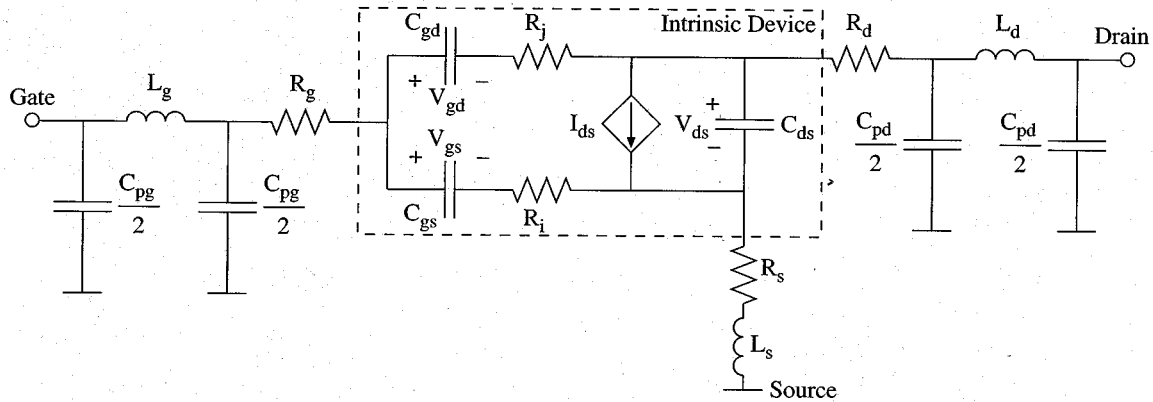 C_gd
R_j
Intrinsic Device
R_d
L_d
Drain
Gate
L_g
R_g
+ −
V_gd
I_ds
+
V_ds
−
C_ds
C_pd/2
C_pd/2
V_gs
+ −
C_pg/2
C_pg/2
C_gs
R_i
R_s
L_s
Source